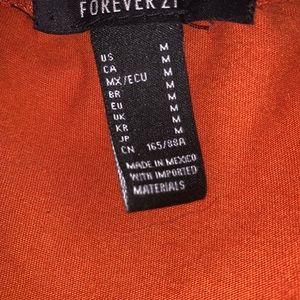 FOREVER 21
US M
CA M
MX/ECU M
BR M
EU M
UK M
KR M
JP M
CN 165/88A
MADE IN MEXICO
WITH IMPORTED
MATERIALS